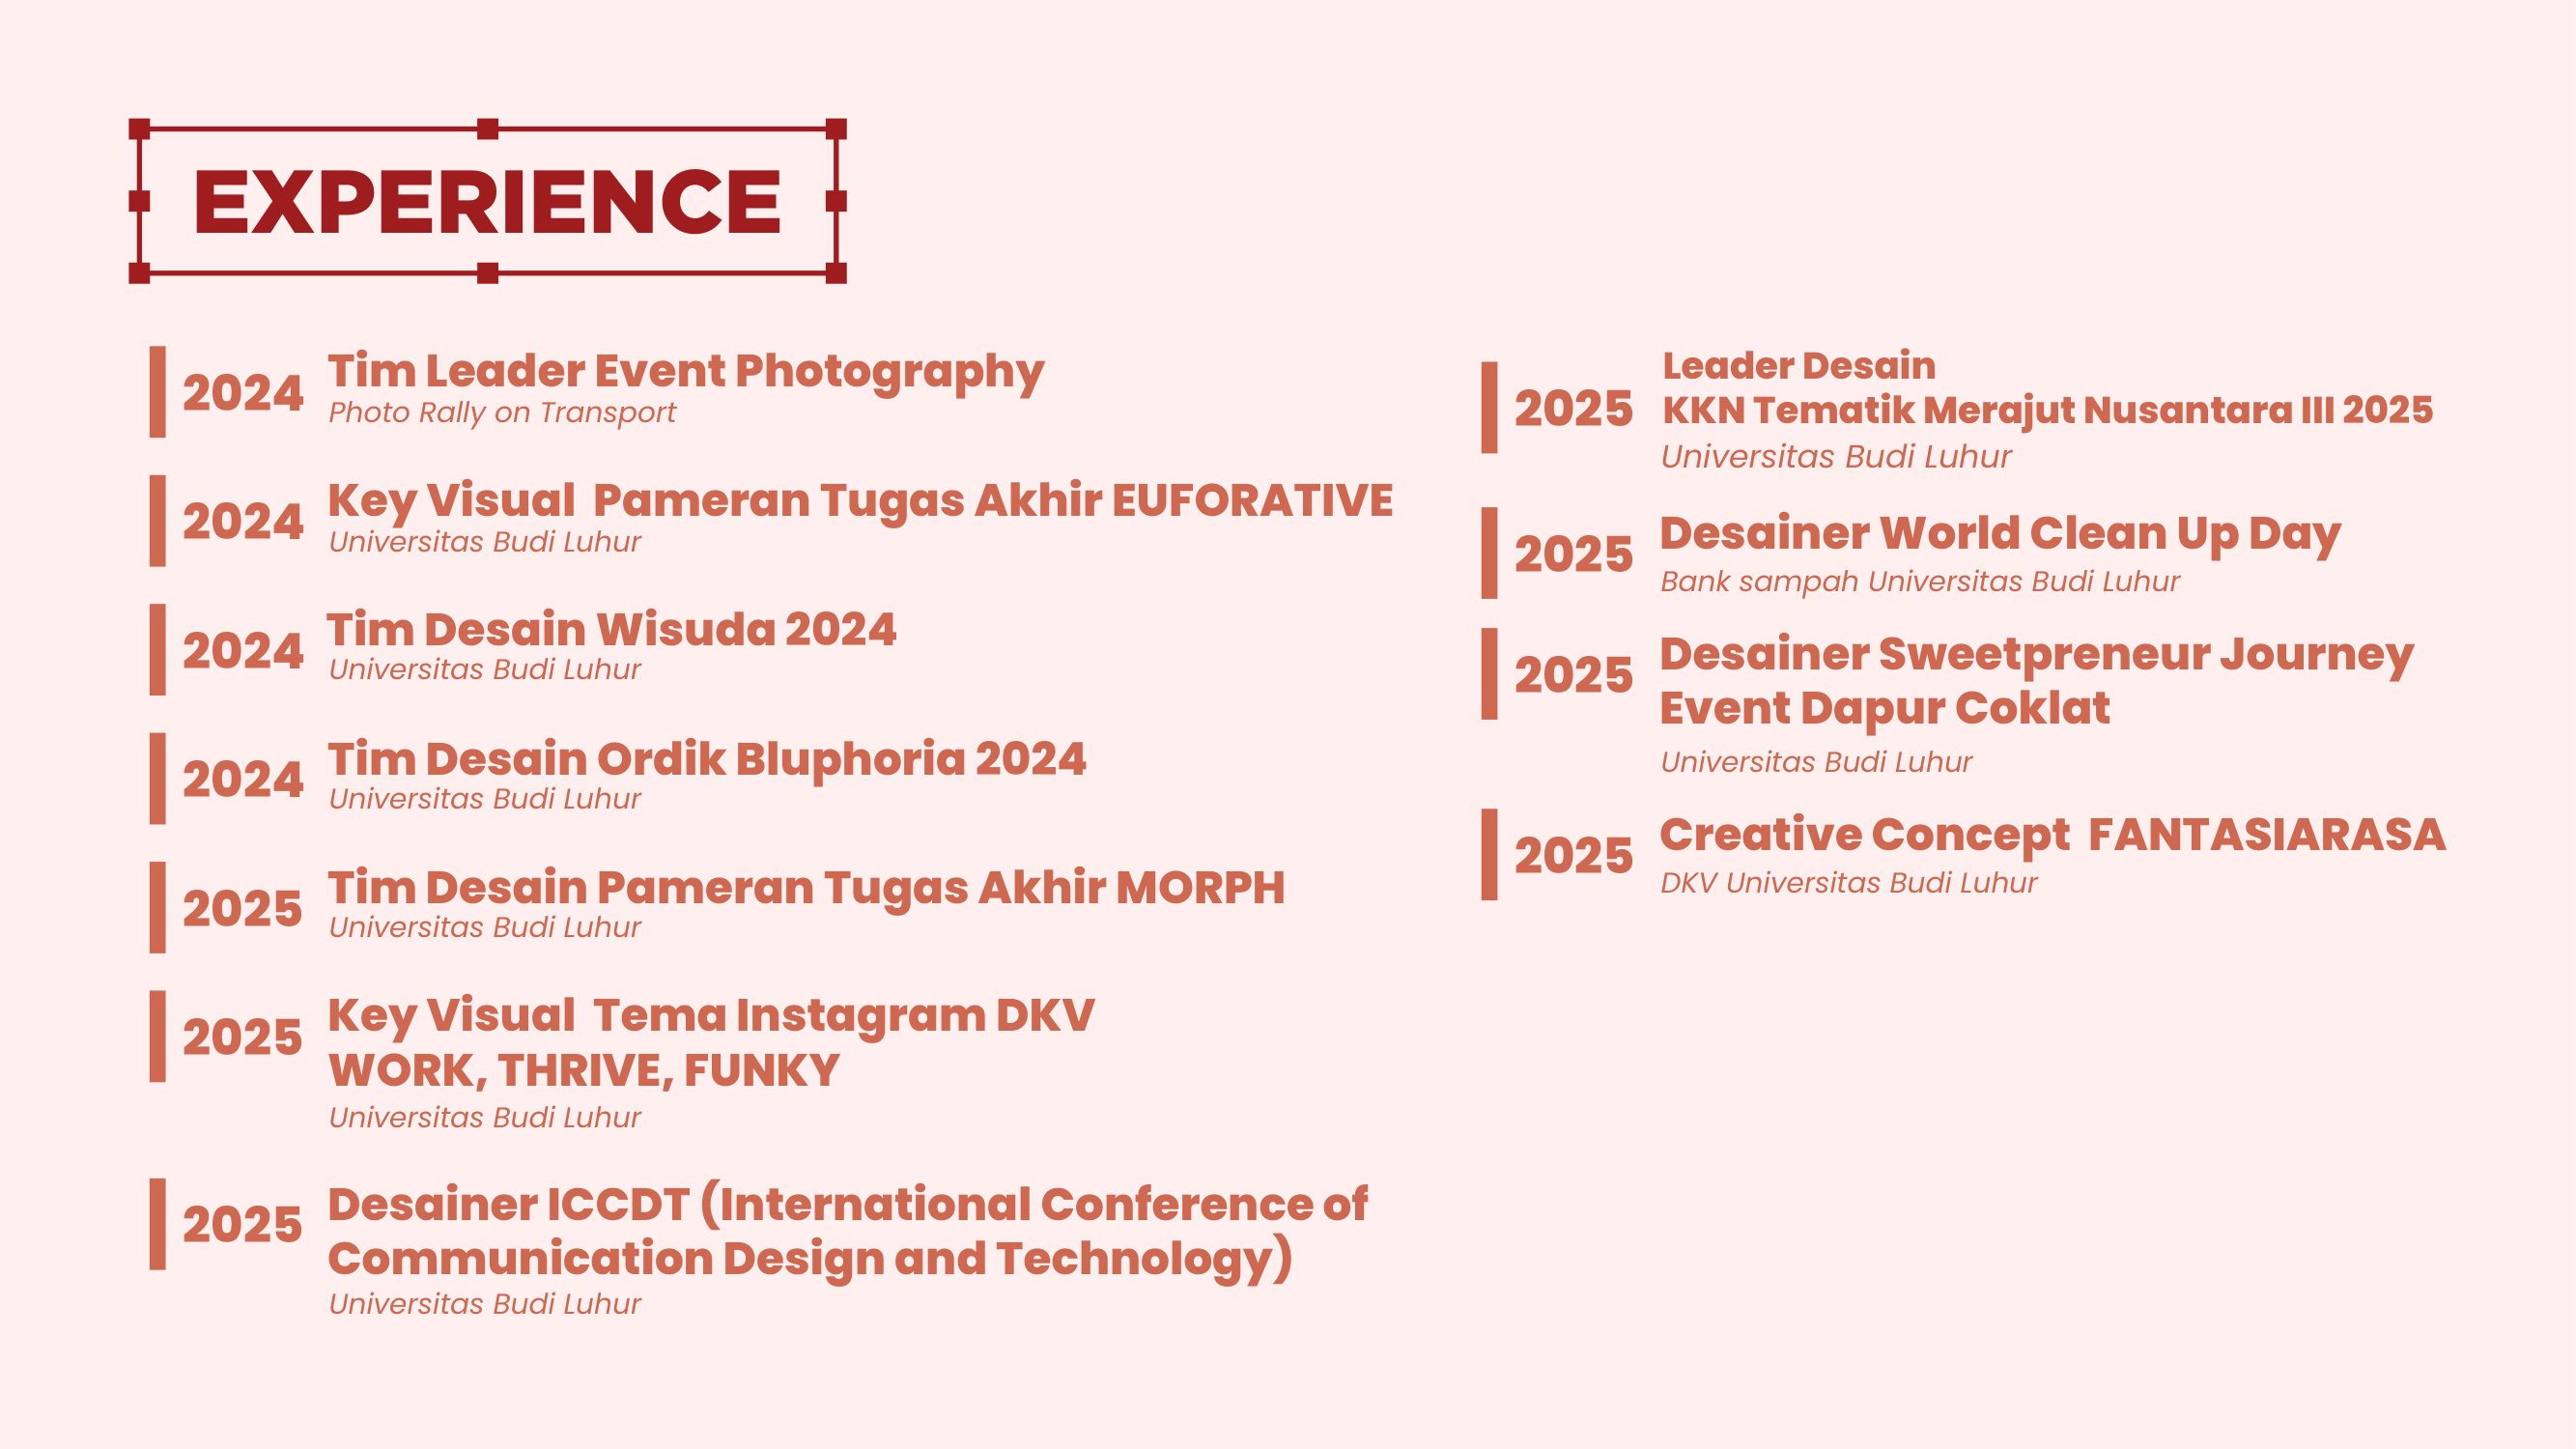 EXPERIENCE
2024
Tim Leader Event Photography
Photo Rally on Transport
2024
Key Visual Pameran Tugas Akhir EUFORATIVE
Universitas Budi Luhur
2024
Tim Desain Wisuda 2024
Universitas Budi Luhur
2024
Tim Desain Ordik Bluphoria 2024
Universitas Budi Luhur
2025
Tim Desain Pameran Tugas Akhir MORPH
Universitas Budi Luhur
2025
Key Visual Tema Instagram DKV
WORK, THRIVE, FUNKY
Universitas Budi Luhur
2025
Desainer ICCDT (International Conference of
Communication Design and Technology)
Universitas Budi Luhur
2025
Leader Desain
KKN Tematik Merajut Nusantara III 2025
Universitas Budi Luhur
2025
Desainer World Clean Up Day
Bank sampah Universitas Budi Luhur
2025
Desainer Sweetpreneur Journey
Event Dapur Coklat
Universitas Budi Luhur
2025
Creative Concept FANTASIARASA
DKV Universitas Budi Luhur